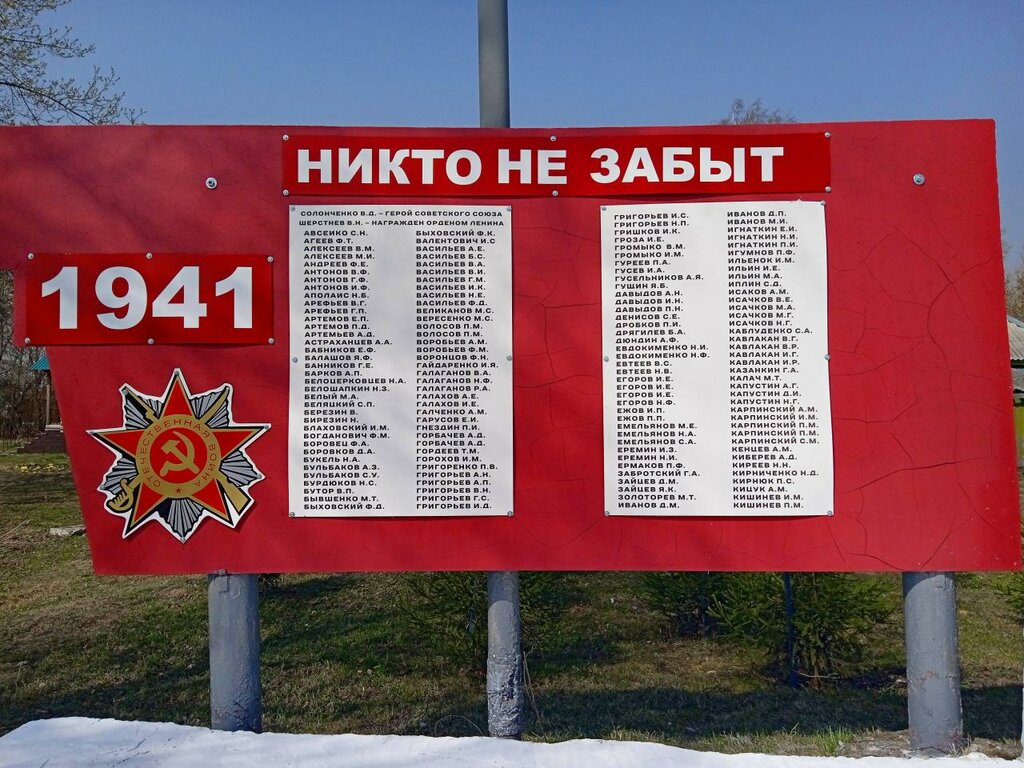 НИКТО НЕ ЗАБЫТ
1941
ОТЕЧЕСТВЕННАЯ ВОЙНА
СОЛОНЧЕНКО В.Д. – ГЕРОЙ СОВЕТСКОГО СОЮЗА
ШЕРСТНЕВ В.Н. – НАГРАЖДЕН ОРДЕНОМ ЛЕНИНА
АВСЕИКО С.Н.
АГЕЕВ Ф.Т.
АЛЕКСЕЕВ В.М.
АЛЕКСЕЕВ М.И.
АНДРЕЕВ Ф.Е.
АНТОНОВ В.Ф.
АНТОНОВ Г.Ф.
АНТОНОВ И.Ф.
АПОЛАИС Н.Б.
АРЕФЬЕВ В.Г.
АРЕФЬЕВ Г.П.
АРТЕМОВ Е.П.
АРТЕМОВ П.Д.
АРТЕМЬЕВ А.Д.
АСТРАХАНЦЕВ А.А.
БАБНИКОВ Е.Ф.
БАЛАШОВ Я.Ф.
БАННИКОВ Г.Е.
БАРКОВ А.П.
БЕЛОЦЕРКОВЦЕВ Н.А.
БЕЛОШАПКИН Н.З.
БЕЛЫЙ М.А.
БЕЛЯЦКИЙ С.П.
БЕРЕЗИН В.
БИРЕЗИН Н.
БЛАХОВСКИЙ И.М.
БОГДАНОВИЧ Ф.М.
БОРОВЕЦ Ф.А.
БОРОВКОВ Д.А.
БУКЕЛЬ Н.А.
БУЛЬБАКОВ А.З.
БУЛЬБАКОВ С.У.
БУРДЮКОВ Н.С.
БУТОР В.П.
БЫВШЕНКО М.Т.
БЫХОВСКИЙ Ф.Д.
БЫХОВСКИЙ Ф.К.
ВАЛЕНТОВИЧ И.С
ВАСИЛЬЕВ А.Е.
ВАСИЛЬЕВ Б.С.
ВАСИЛЬЕВ В.А.
ВАСИЛЬЕВ В.И.
ВАСИЛЬЕВ Г.М.
ВАСИЛЬЕВ И.К.
ВАСИЛЬЕВ Н.Е.
ВАСИЛЬЕВ Ф.Д.
ВЕЛИКАНОВ М.С.
ВЕРЕСЕНКО М.С.
ВОЛОСОВ П.М.
ВОЛОСОВ П.М.
ВОРОБЬЕВ А.М.
ВОРОБЬЕВ Ф.М.
ВОРОНЦОВ Ф.Н.
ГАЙДАРЕНКО И.Я.
ГАЛАГАНОВ В.А.
ГАЛАГАНОВ Н.Ф.
ГАЛАГАНОВ Р.А.
ГАЛАХОВ А.Е.
ГАЛАХОВ И.Е.
ГАЛЧЕНКО А.М.
ГАРУСОВ Е.И.
ГНЕЗДИН П.И.
ГОРБАЧЕВ А.Д.
ГОРБАЧЕВ А.Д.
ГОРДЕЕВ Т.М.
ГОРОХОВ И.М.
ГРИГОРЕНКО П.В.
ГРИГОРЬЕВ А.Н.
ГРИГОРЬЕВ А.П.
ГРИГОРЬЕВ В.Н.
ГРИГОРЬЕВ Г.С.
ГРИГОРЬЕВ И.Д.
ГРИГОРЬЕВ И.С.
ГРИГОРЬЕВ Н.П.
ГРИШКОВ И.К.
ГРОЗА И.Е.
ГРОМЫКО В.М.
ГРОМЫКО И.М.
ГУРЕЕВ П.А.
ГУСЕВ И.А.
ГУСЕЛЬНИКОВ А.Я.
ГУЩИН Я.Б.
ДАВЫДОВ А.Н.
ДАВЫДОВ И.Н.
ДАВЫДОВ П.Н.
ДЕНИСОВ С.Е.
ДРОБКОВ П.И.
ДРЯГИЛЕВ Б.А.
ДЮНДИН А.Ф.
ЕВДОКИМЕНКО Н.И.
ЕВДОКИМЕНКО Н.Ф.
ЕВТЕЕВ В.С.
ЕВТЕЕВ Н.В.
ЕГОРОВ И.Е.
ЕГОРОВ И.Е.
ЕГОРОВ И.Е.
ЕГОРОВ Н.Ф.
ЕЖОВ И.П.
ЕЖОВ П.П.
ЕМЕЛЬЯНОВ М.Е.
ЕМЕЛЬЯНОВ Н.А.
ЕМЕЛЬЯНОВ С.А.
ЕРЕМИН И.З.
ЕРЕМИН Н.И.
ЕРМАКОВ П.Ф.
ЗАБРОТСКИЙ Г.А.
ЗАЙЦЕВ Д.М.
ЗАЙЦЕВ Я.К.
ЗОЛОТОРЕВ М.Т.
ИВАНОВ Д.М.
ИВАНОВ Д.П.
ИВАНОВ М.И.
ИГНАТКИН Е.И.
ИГНАТКИН Н.И.
ИГНАТКИН П.И.
ИГУМНОВ П.Ф.
ИЛЬЕНОК И.М.
ИЛЬИН И.Е.
ИЛЬИН М.А.
ИПЛИН С.Д.
ИСАКОВ А.М.
ИСАЧКОВ В.Е.
ИСАЧКОВ М.А.
ИСАЧКОВ М.Г.
ИСАЧКОВ Н.Г.
КАБЛУДЕНКО С.А.
КАВЛАКАН В.Г.
КАВЛАКАН В.Р.
КАВЛАКАН И.Г.
КАВЛАКАН И.Р.
КАЗАНКИН Г.А.
КАЛАЧ М.Т.
КАПУСТИН А.Г.
КАПУСТИН Д.И.
КАПУСТИН Н.Г.
КАРПИНСКИЙ А.М.
КАРПИНСКИЙ И.М.
КАРПИНСКИЙ П.М.
КАРПИНСКИЙ П.М.
КАРПИНСКИЙ С.М.
КЕНЦЕВ А.М.
КИБЕРЕВ А.Д.
КИРЕЕВ Н.Н.
КИРНИЧЕНКО Н.Д.
КИРНЮК П.С.
КИЦУК А.М.
КИШИНЕВ И.М.
КИШИНЕВ П.М.